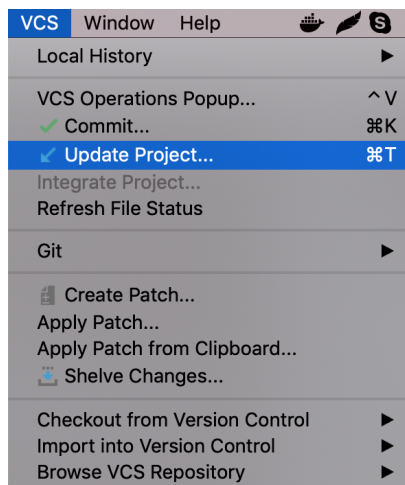 VCS Window Help
Local History
VCS Operations Popup... ^V
Commit... ⌘K
Update Project... ⌘T
Integrate Project...
Refresh File Status
Git
Create Patch...
Apply Patch...
Apply Patch from Clipboard...
Shelve Changes...
Checkout from Version Control
Import into Version Control
Browse VCS Repository